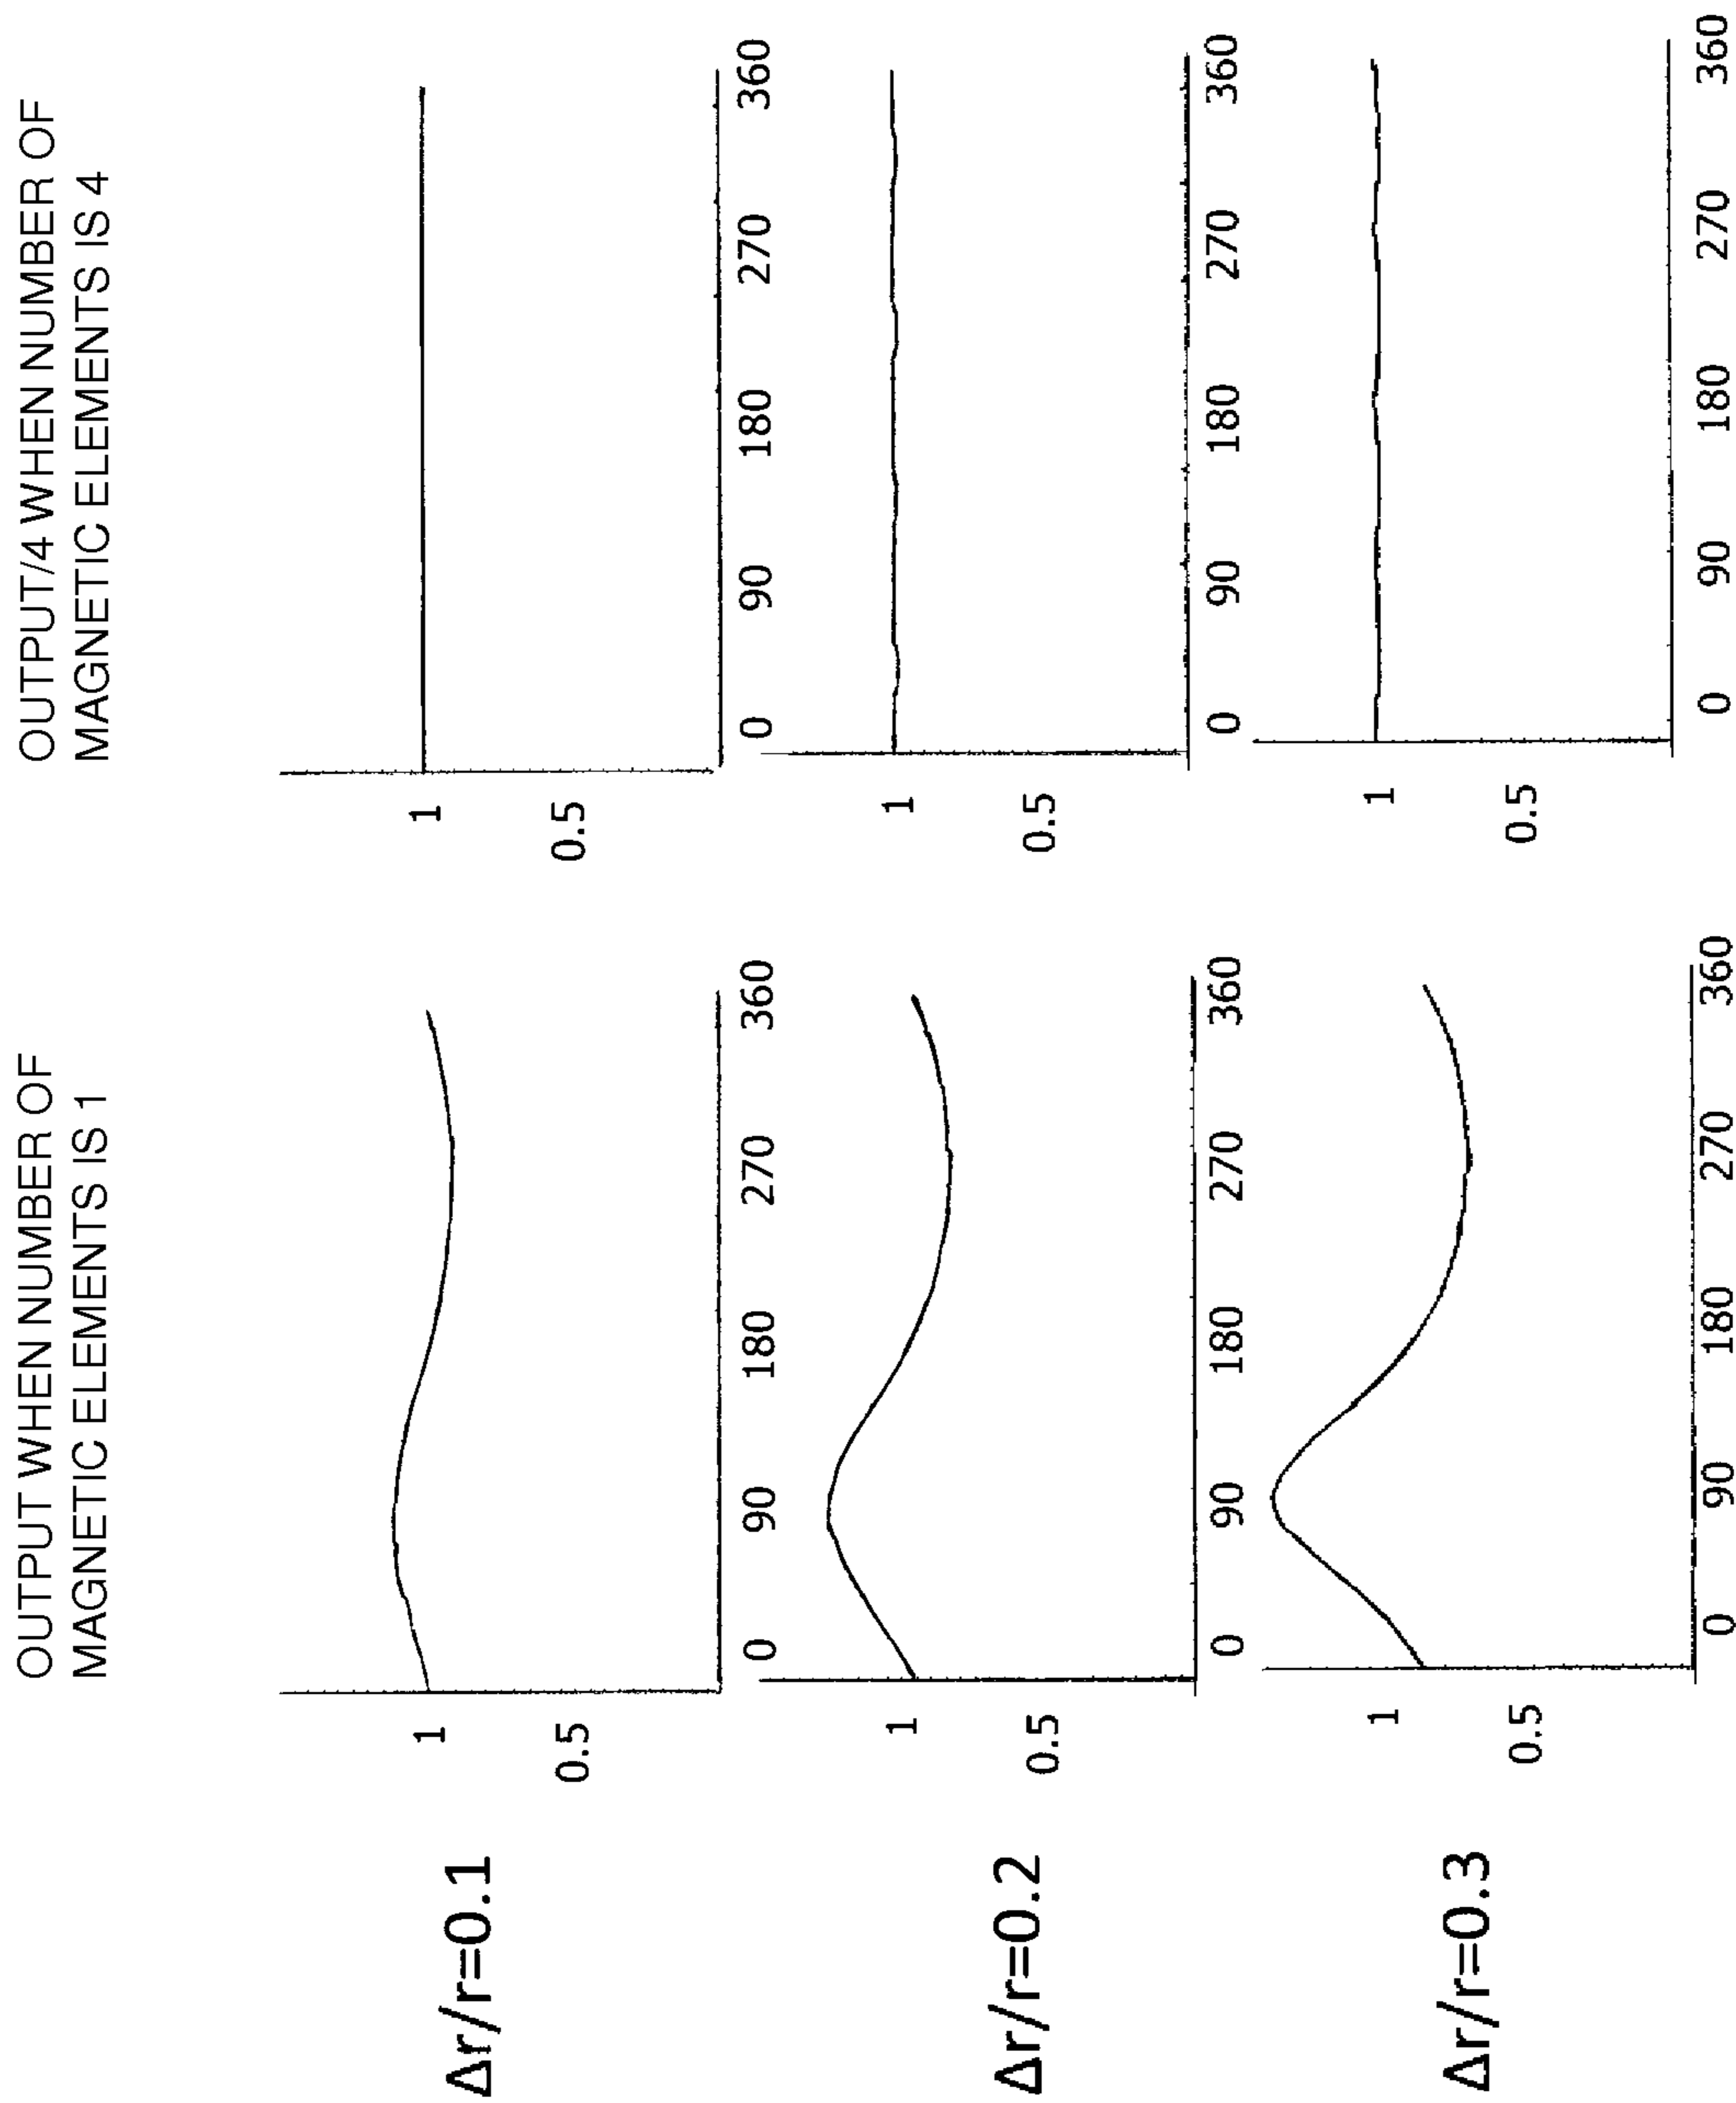 OUTPUT WHEN NUMBER OF
MAGNETIC ELEMENTS IS 1
OUTPUT/4 WHEN NUMBER OF
MAGNETIC ELEMENTS IS 4
Δr/r=0.1
1
0.5
0 90 180 270 360
1
0.5
0 90 180 270 360
Δr/r=0.2
1
0.5
0 90 180 270 360
1
0.5
0 90 180 270 360
Δr/r=0.3
1
0.5
0 90 180 270 360
1
0.5
0 90 180 270 360